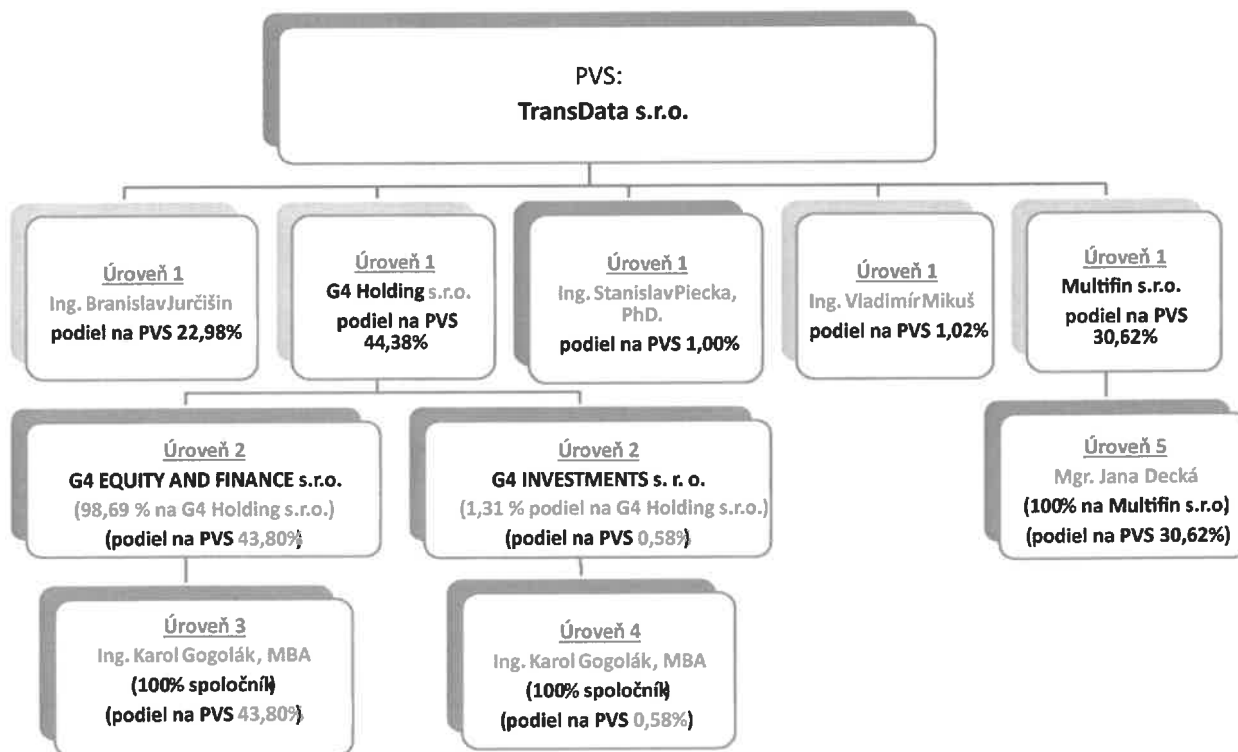 PVS:
TransData s.r.o.
Úroveň 1
Ing. Branislav Jurčišin
podiel na PVS 22,98%
Úroveň 1
G4 Holding s.r.o.
podiel na PVS
44,38%
Úroveň 1
Ing. Stanislav Piecka,
PhD.
podiel na PVS 1,00%
Úroveň 1
Ing. Vladimír Mikuš
podiel na PVS 1,02%
Úroveň 1
Multifin s.r.o.
podiel na PVS
30,62%
Úroveň 2
G4 EQUITY AND FINANCE s.r.o.
(98,69 % na G4 Holding s.r.o.)
(podiel na PVS 43,80%)
Úroveň 2
G4 INVESTMENTS s. r. o.
(1,31 % podiel na G4 Holding s.r.o.)
(podiel na PVS 0,58%)
Úroveň 5
Mgr. Jana Decká
(100% na Multifin s.r.o)
(podiel na PVS 30,62%)
Úroveň 3
Ing. Karol Gogolák, MBA
(100% spoločník)
(podiel na PVS 43,80%)
Úroveň 4
Ing. Karol Gogolák, MBA
(100% spoločník)
(podiel na PVS 0,58%)